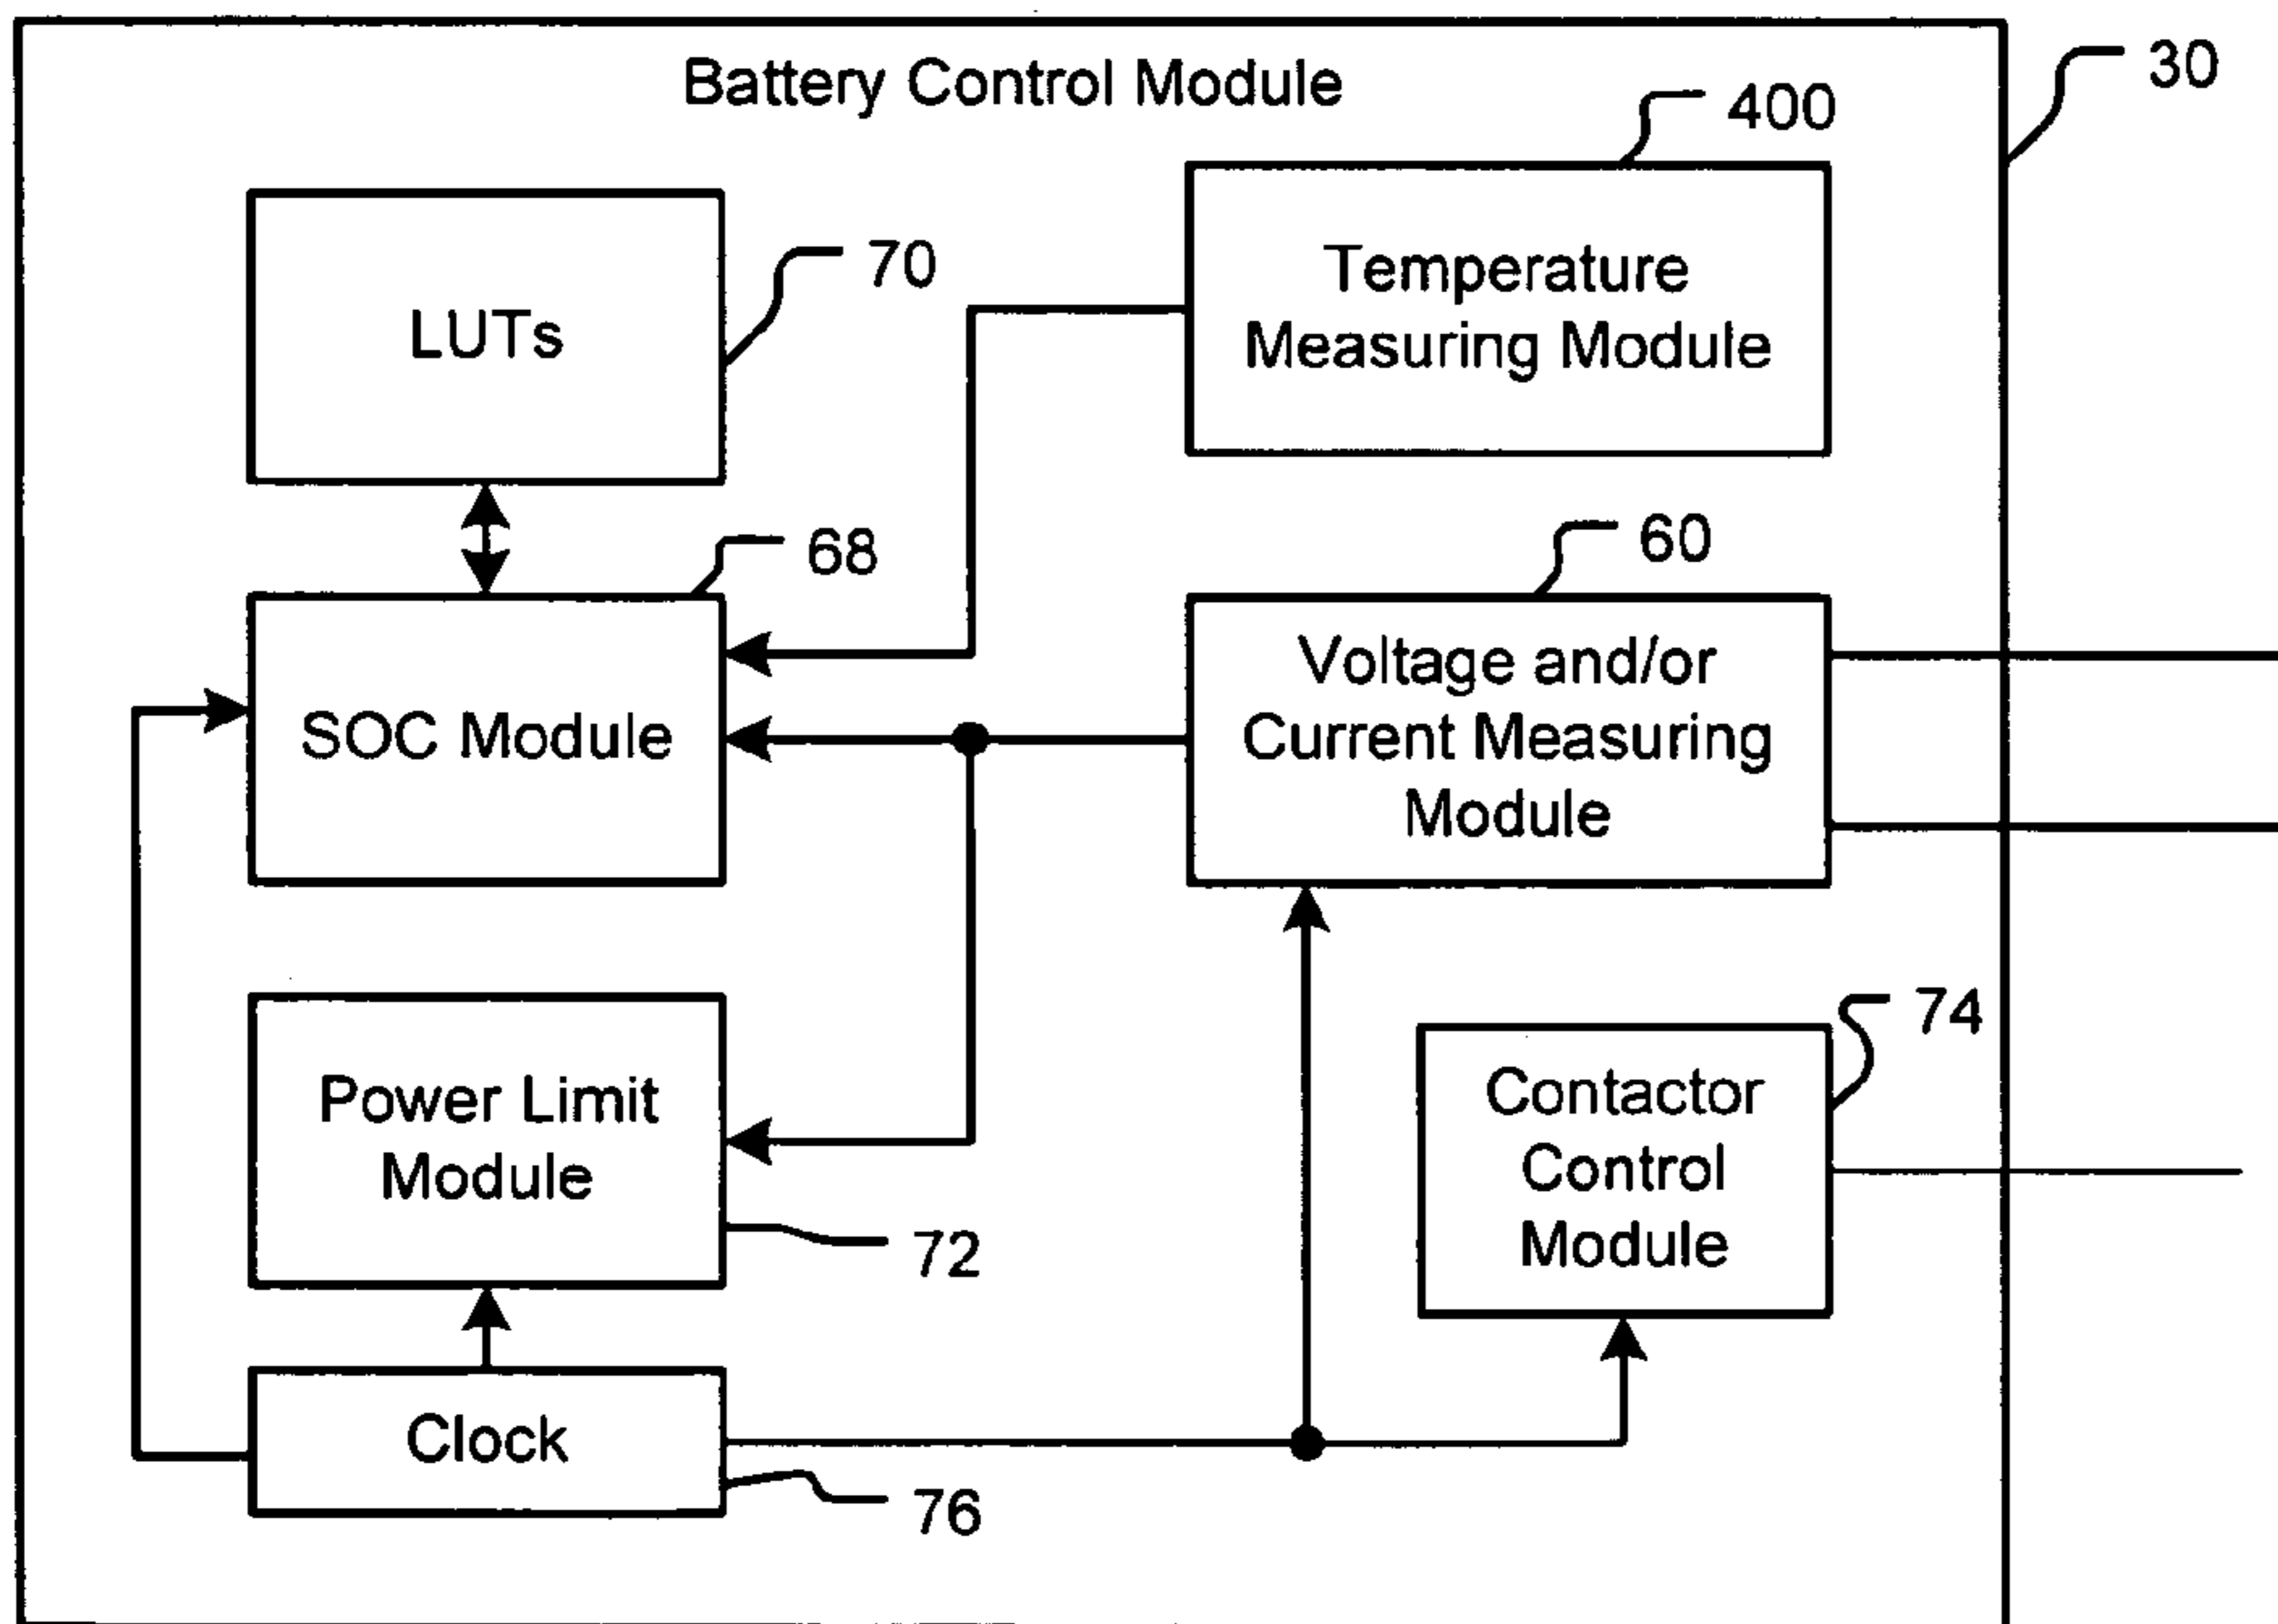 Battery Control Module
30
400
LUTs
70
Temperature
Measuring Module
68
60
SOC Module
Voltage and/or
Current Measuring
Module
Power Limit
Module
72
74
Contactor
Control
Module
Clock
76